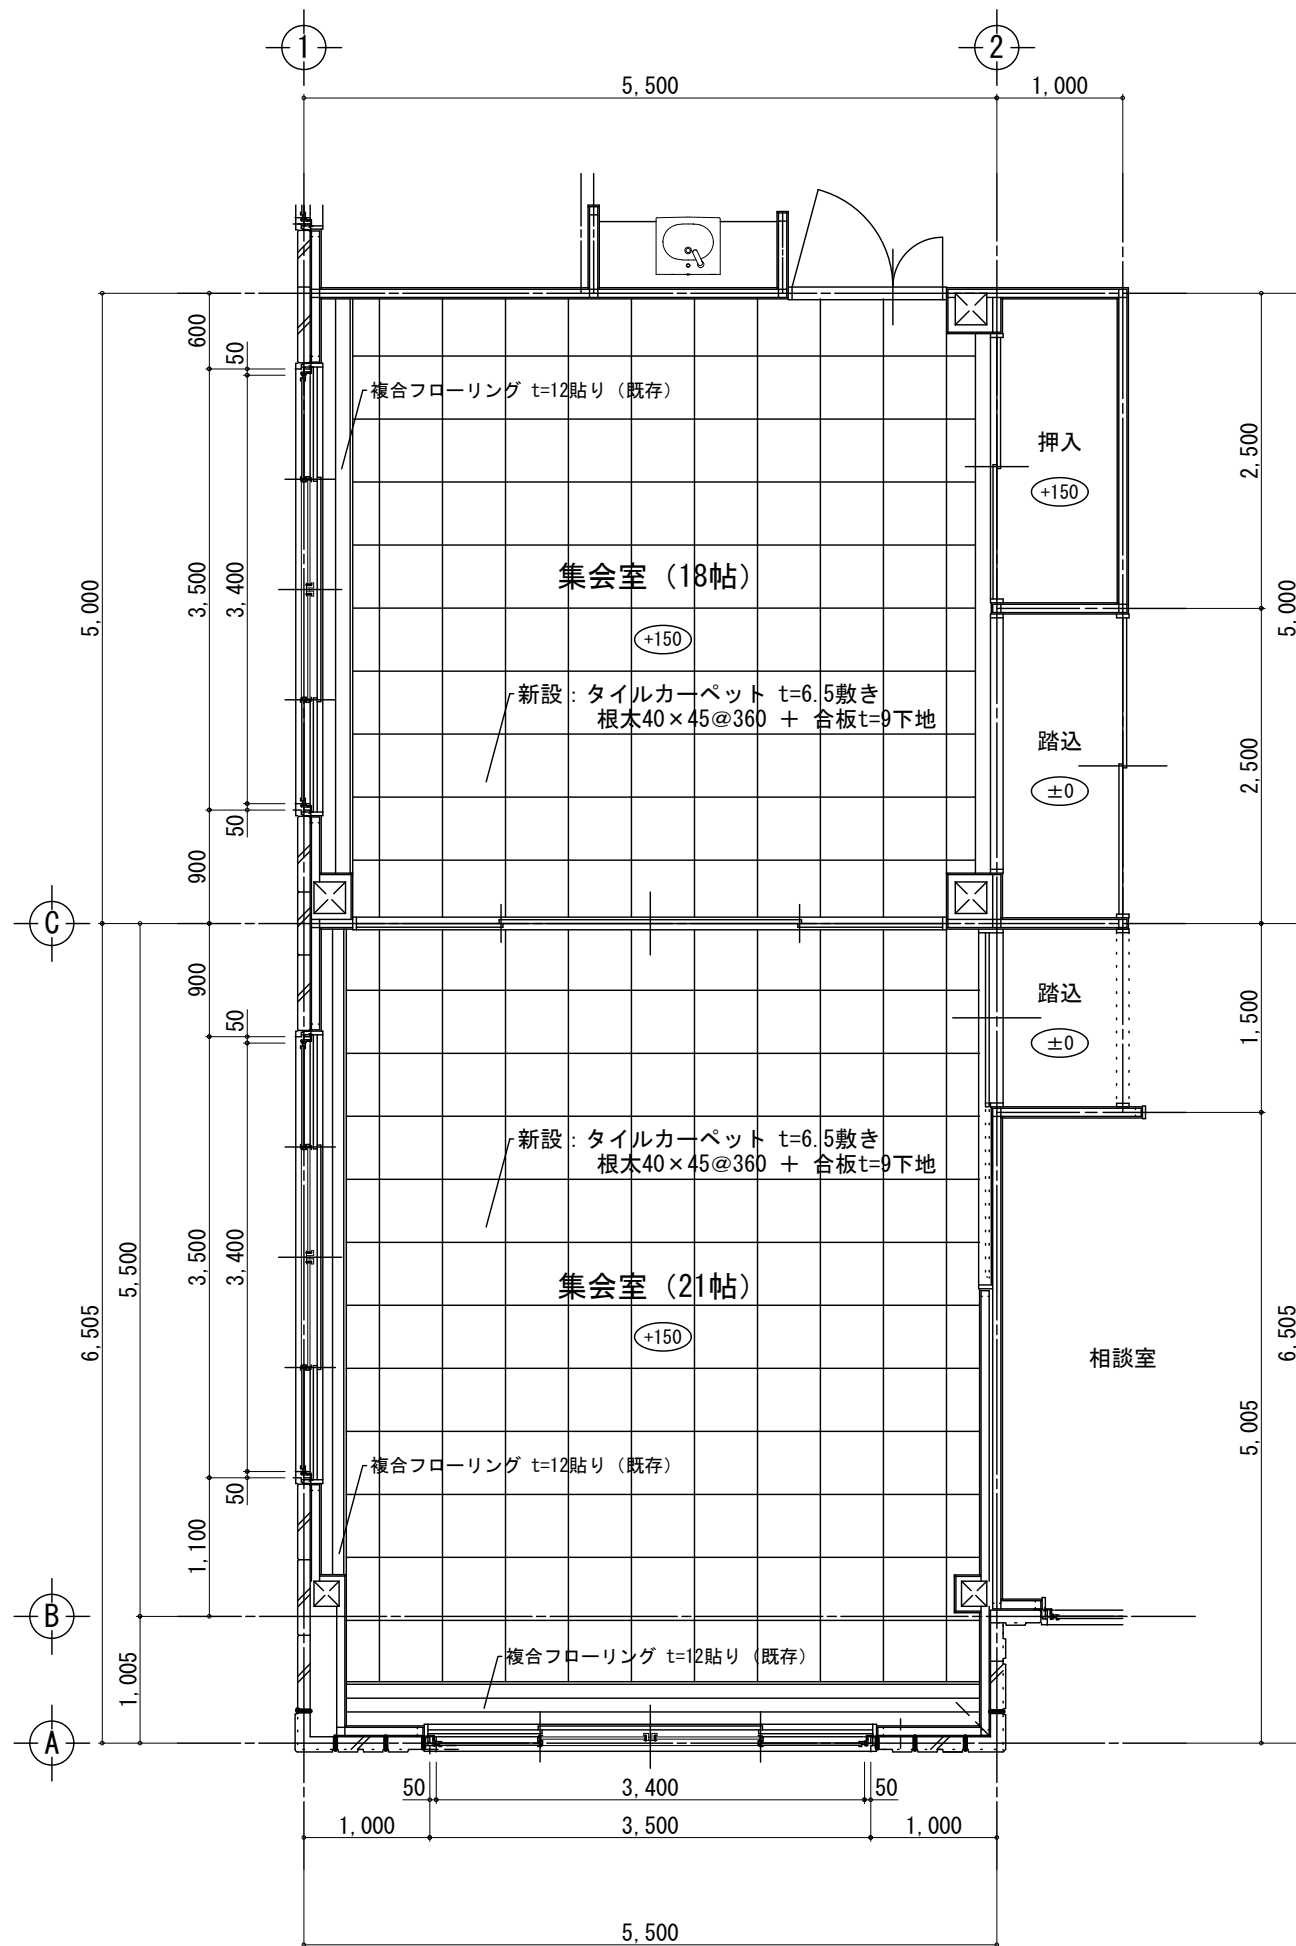 1
2
5,500
1,000
600
50
複合フローリング t=12貼り（既存）
押入
+150
2,500
3,500
3,400
5,000
集会室（18帖）
+150
5,000
新設：タイルカーペット t=6.5敷き
根太40×45@360 ＋ 合板t=9下地
踏込
±0
2,500
50
900
C
900
50
踏込
±0
1,500
新設：タイルカーペット t=6.5敷き
根太40×45@360 ＋ 合板t=9下地
3,500
3,400
5,500
6,505
集会室（21帖）
+150
相談室
6,505
5,005
複合フローリング t=12貼り（既存）
50
1,100
B
複合フローリング t=12貼り（既存）
1,005
A
50
3,400
50
1,000
3,500
1,000
5,500